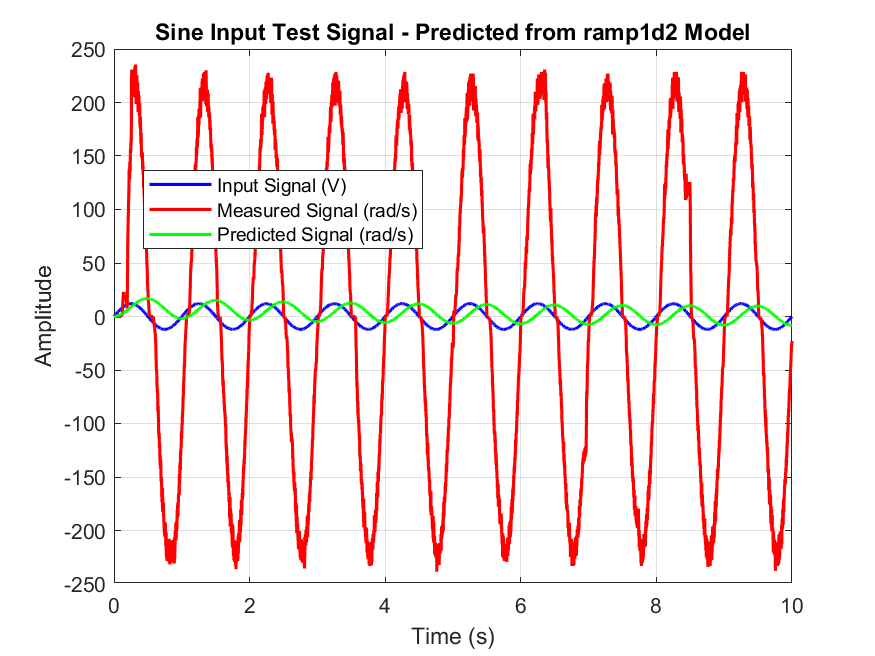 Sine Input Test Signal - Predicted from ramp1d2 Model
250
200
150
100
50
0
-50
-100
-150
-200
-250
Amplitude
Input Signal (V)
Measured Signal (rad/s)
Predicted Signal (rad/s)
0 2 4 6 8 10
Time (s)